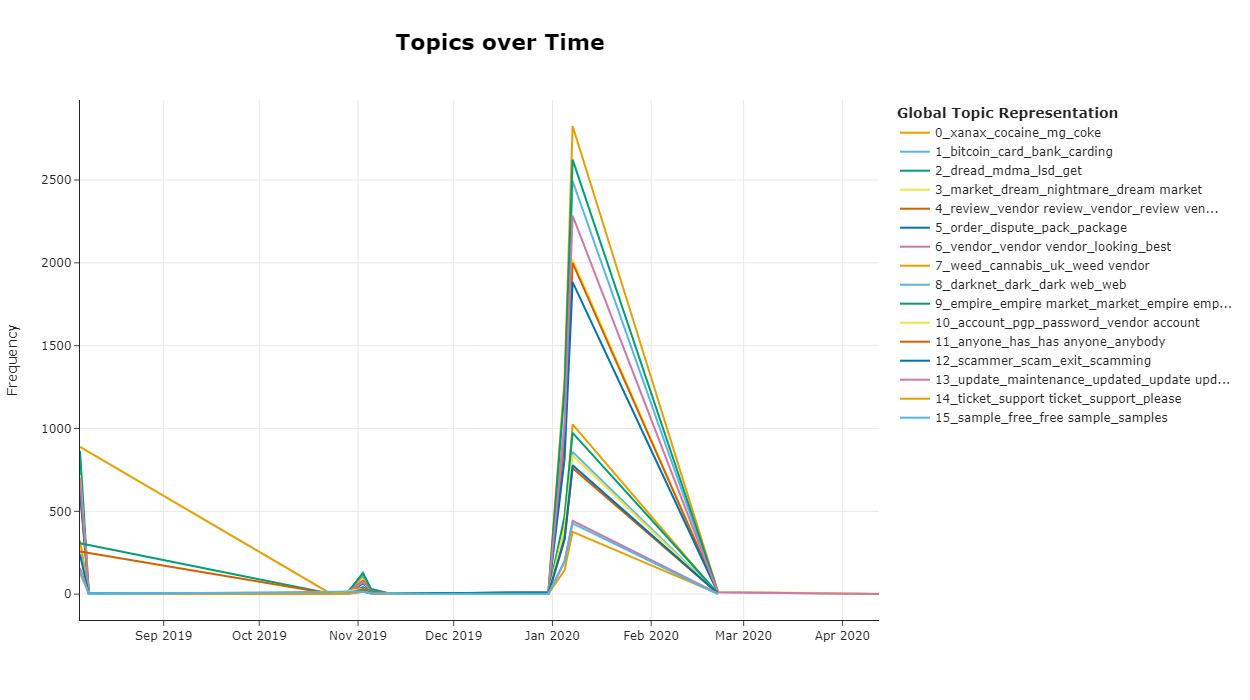 Topics over Time
Global Topic Representation
0_xanax_cocaine_mg_coke
1_bitcoin_card_bank_carding
2_dread_mdma_lsd_get
3_market_dream_nightmare_dream market
4_review_vendor review_vendor_review ven...
5_order_dispute_pack_package
6_vendor_vendor vendor_looking_best
7_weed_cannabis_uk_weed vendor
8_darknet_dark_dark web_web
9_empire_empire market_market_empire emp...
10_account_pgp_password_vendor account
11_anyone_has_has anyone_anybody
12_scammer_scam_exit_scamming
13_update_maintenance_updated_update upd...
14_ticket_support ticket_support_please
15_sample_free_free sample_samples
Frequency
2500
2000
1500
1000
500
0
Sep 2019
Oct 2019
Nov 2019
Dec 2019
Jan 2020
Feb 2020
Mar 2020
Apr 2020